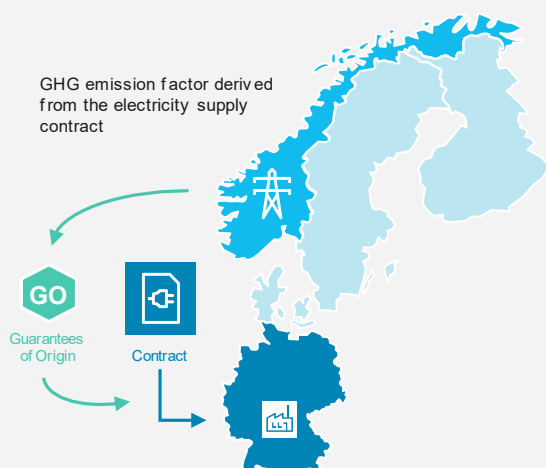 GHG emission factor derived
from the electricity supply
contract
GO
Guarantees
of Origin
Contract